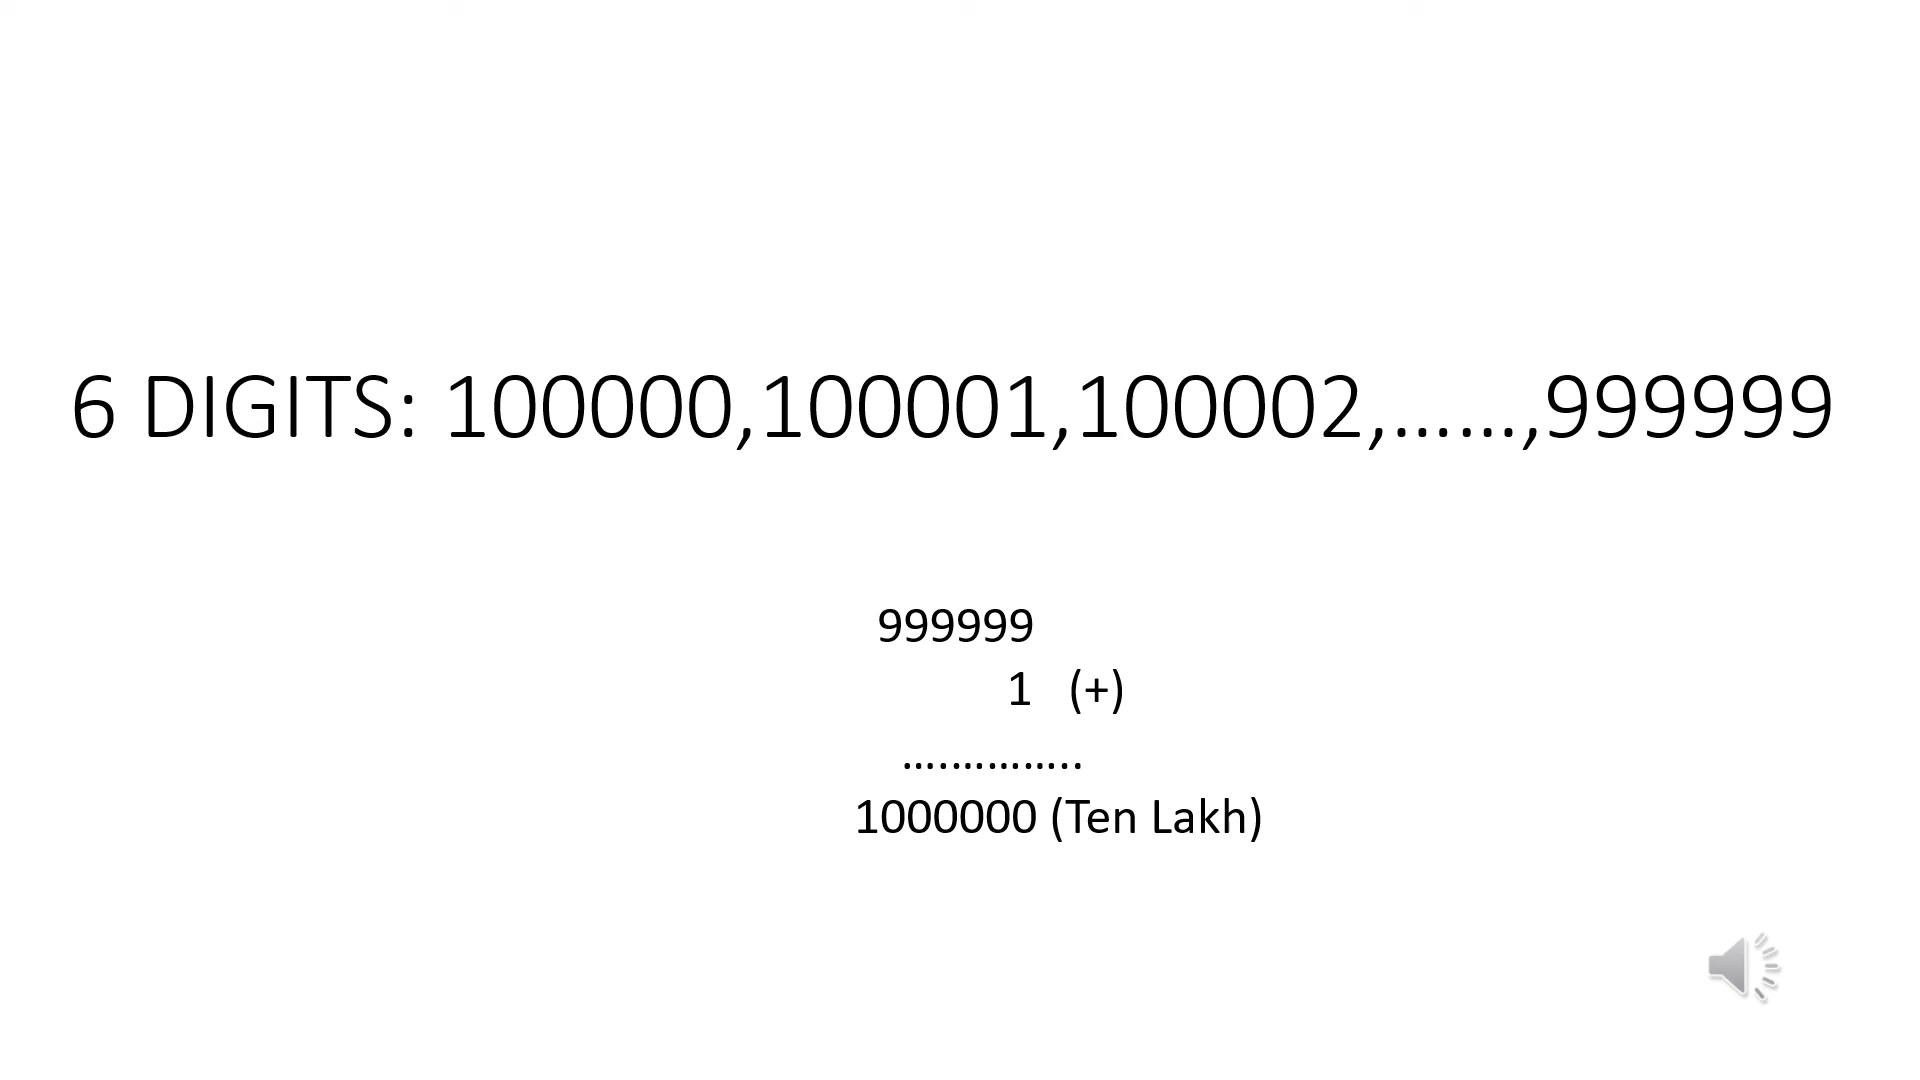 6 DIGITS: 100000,100001,100002,……,999999
999999
1 (+)
….………..
1000000 (Ten Lakh)